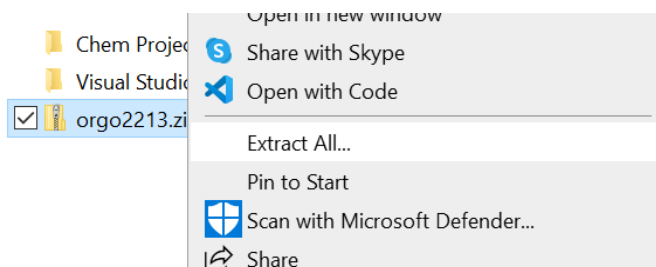 Open in new window
Chem Projec
Share with Skype
Visual Studio
Open with Code
orgo2213.zi
Extract All...
Pin to Start
Scan with Microsoft Defender...
Share